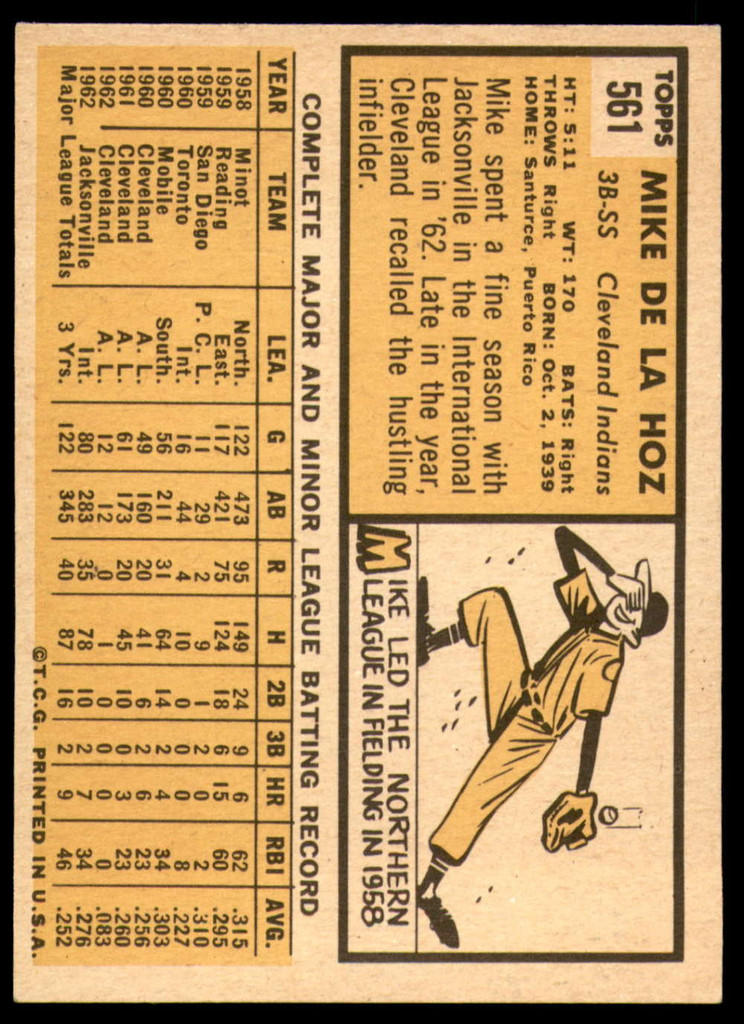 TOPPS
561
MIKE DE LA HOZ
3B-SS Cleveland Indians
HT: 5:11 WT: 170 BATS: Right
THROWS Right BORN: Oct. 2, 1939
HOME: Santurce, Puerto Rico
Mike spent a fine season with
Jacksonville in the International
League in '62. Late in the year,
Cleveland recalled the hustling
infielder.
MIKE LED THE NORTHERN
LEAGUE IN FIELDING IN 1958
COMPLETE MAJOR AND MINOR LEAGUE BATTING RECORD
YEAR TEAM LEA. G AB R H 2B 3B HR RBI AVG.
1958 Minot North. 122 473 95 149 24 9 6 62 .315
1959 Reading East. 117 421 75 124 18 6 15 60 .295
1959 San Diego P. C. L. 11 29 2 9 1 2 0 2 .310
1960 Toronto Int. 16 44 4 10 0 0 0 8 .227
1960 Mobile South. 56 211 31 64 14 2 4 34 .303
1960 Cleveland A. L. 49 160 20 41 6 2 6 23 .256
1961 Cleveland A. L. 61 173 20 45 10 0 3 23 .260
1962 Cleveland A. L. 12 12 0 1 0 0 0 0 .083
1962 Jacksonville Int. 80 283 35 78 10 2 7 34 .276
Major League Totals 3 Yrs. 122 345 40 87 16 2 9 46 .252
©T.C.G. PRINTED IN U.S.A.